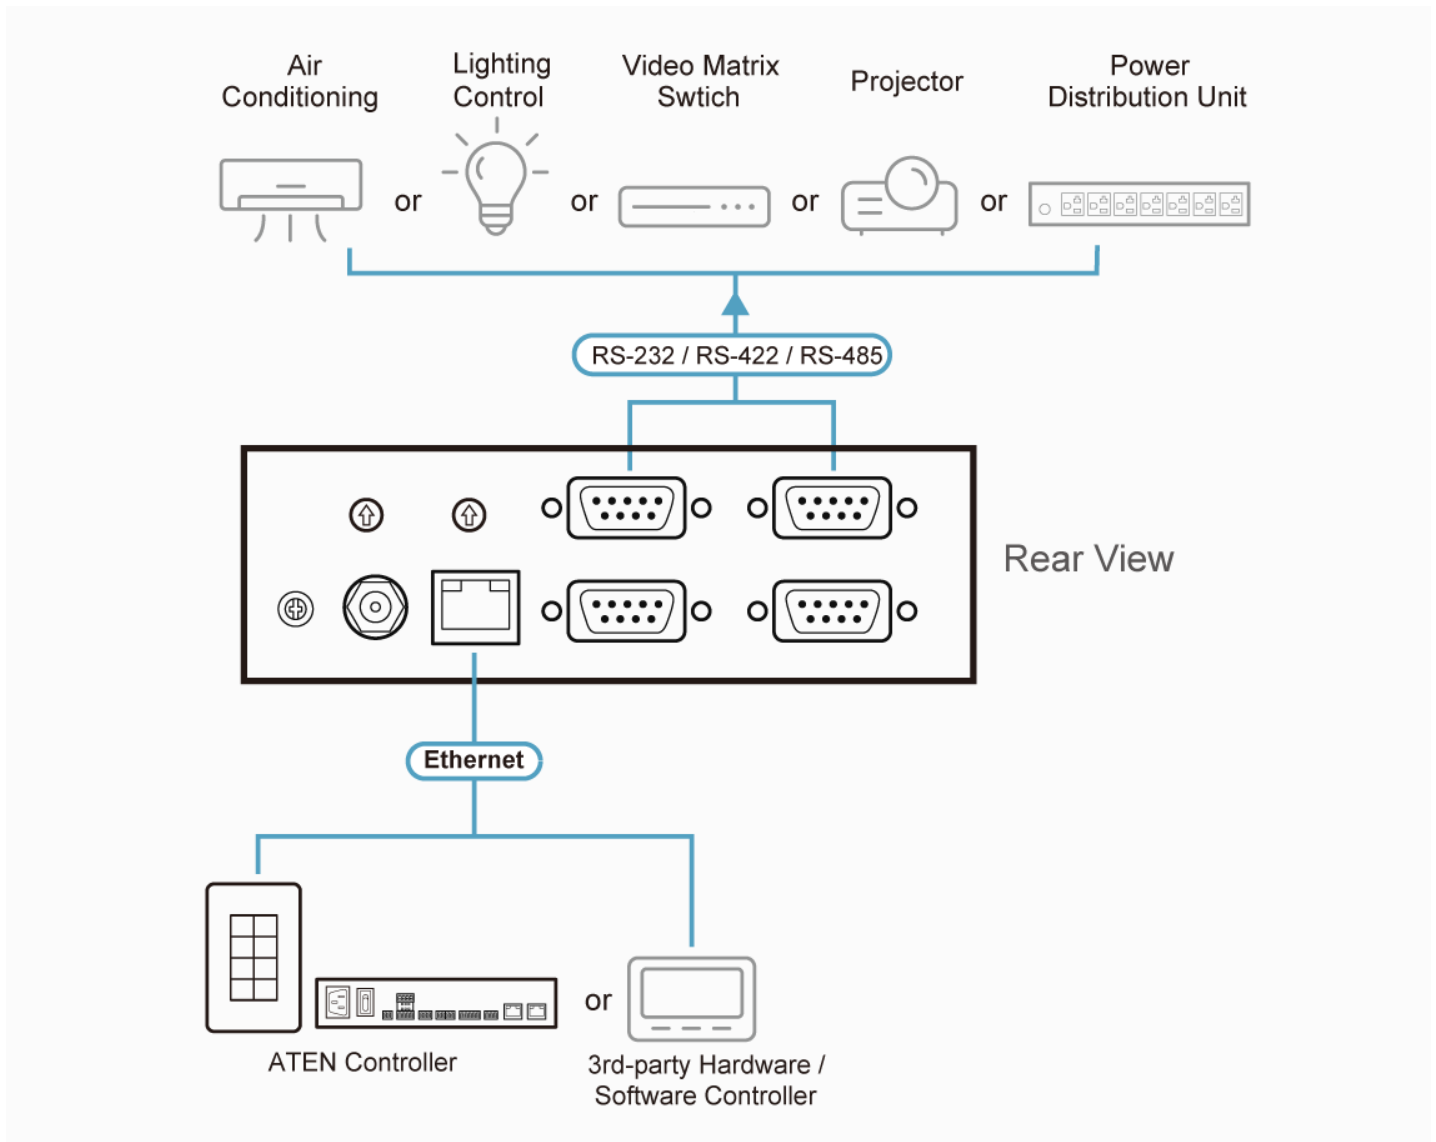 Air
Conditioning
Lighting
Control
Video Matrix
Swtich
Projector
Power
Distribution Unit
or
or
or
or
RS-232 / RS-422 / RS-485
Rear View
Ethernet
or
ATEN Controller
3rd-party Hardware /
Software Controller